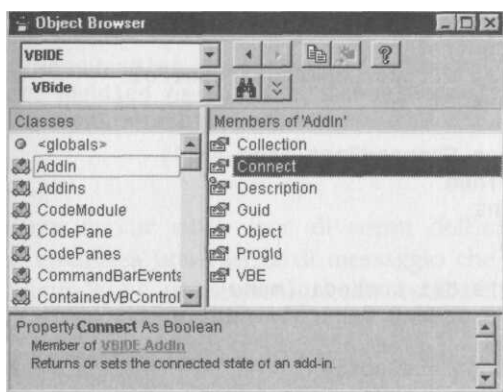 Object Browser
VBIDE
VBide
Classes
<globals>
AddIn
Addins
CodeModule
CodePane
CodePanes
CommandBarEvents
ContainedVBControl
Members of 'AddIn'
Collection
Connect
Description
Guid
Object
ProgId
VBE
Property Connect As Boolean
Member of VBIDE.AddIn
Returns or sets the connected state of an add-in.